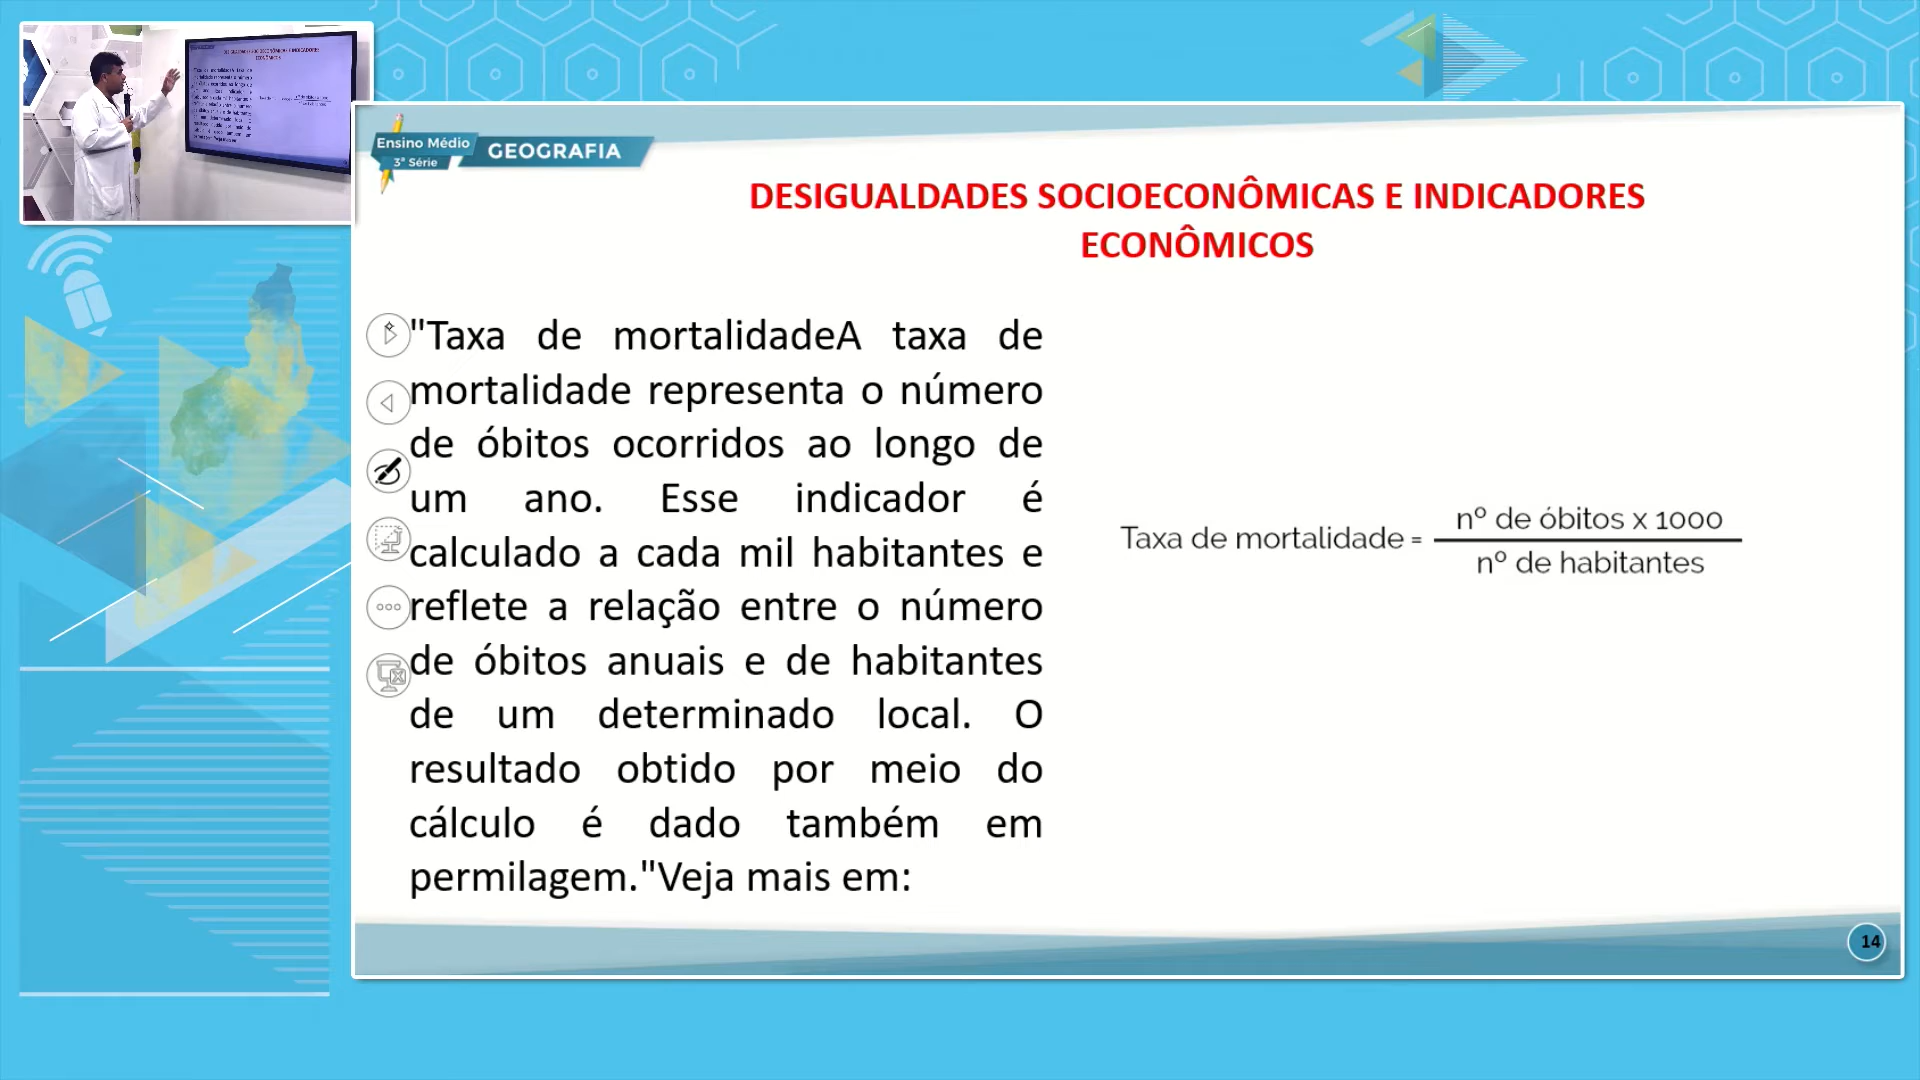 Ensino Médio
3ª Série
GEOGRAFIA
DESIGUALDADES SOCIOECONÔMICAS E INDICADORES
ECONÔMICOS
"Taxa de mortalidadeA taxa de
mortalidade representa o número
de óbitos ocorridos ao longo de
um ano. Esse indicador é
calculado a cada mil habitantes e
reflete a relação entre o número
de óbitos anuais e de habitantes
de um determinado local. O
resultado obtido por meio do
cálculo é dado também em
permilagem."Veja mais em:
Taxa de mortalidade =
nº de óbitos x 1000
nº de habitantes
14